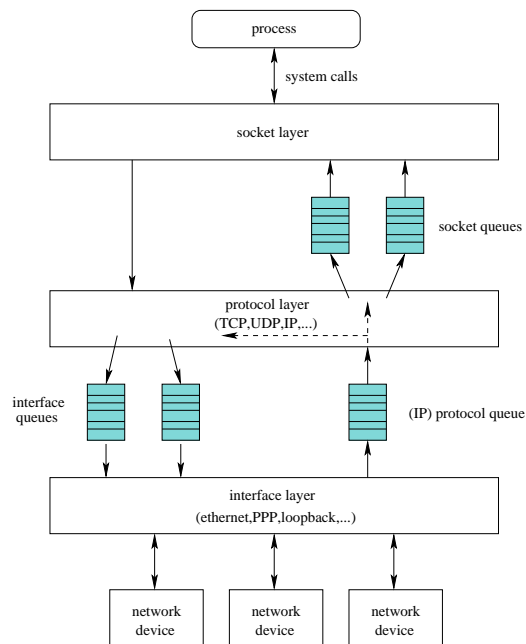 process
system calls
socket layer
socket queues
protocol layer
(TCP,UDP,IP,...)
interface
queues
(IP) protocol queue
interface layer
(ethernet,PPP,loopback,...)
network
device
network
device
network
device